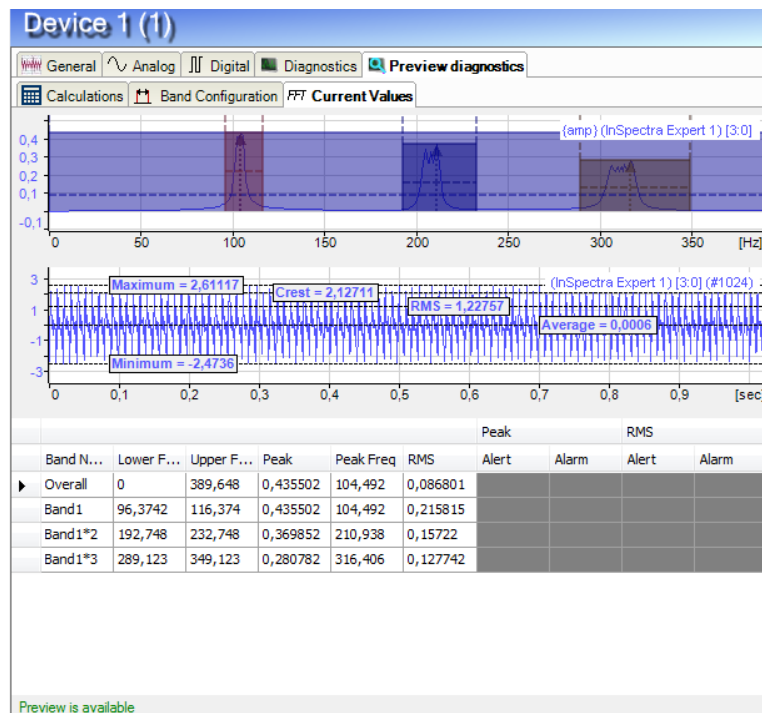 Device 1 (1)
General Analog Digital Diagnostics Preview diagnostics
Calculations Band Configuration FFT Current Values
{amp} (InSpectra Expert 1) [3:0]
0,4
0,3
0,2
0,1
-0,1
0 50 100 150 200 250 300 350 [Hz]
(InSpectra Expert 1) [3:0] (#1024)
3
1
-1
-3
Maximum = 2,61117
Crest = 2,12711
RMS = 1,22757
Average = 0,0006
Minimum = -2,4736
0 0,1 0,2 0,3 0,4 0,5 0,6 0,7 0,8 0,9 [sec]
Peak RMS
Band N... Lower F... Upper F... Peak Peak Freq RMS Alert Alarm Alert Alarm
Overall 0 389,648 0,435502 104,492 0,086801
Band1 96,3742 116,374 0,435502 104,492 0,215815
Band1*2 192,748 232,748 0,369852 210,938 0,15722
Band1*3 289,123 349,123 0,280782 316,406 0,127742
Preview is available